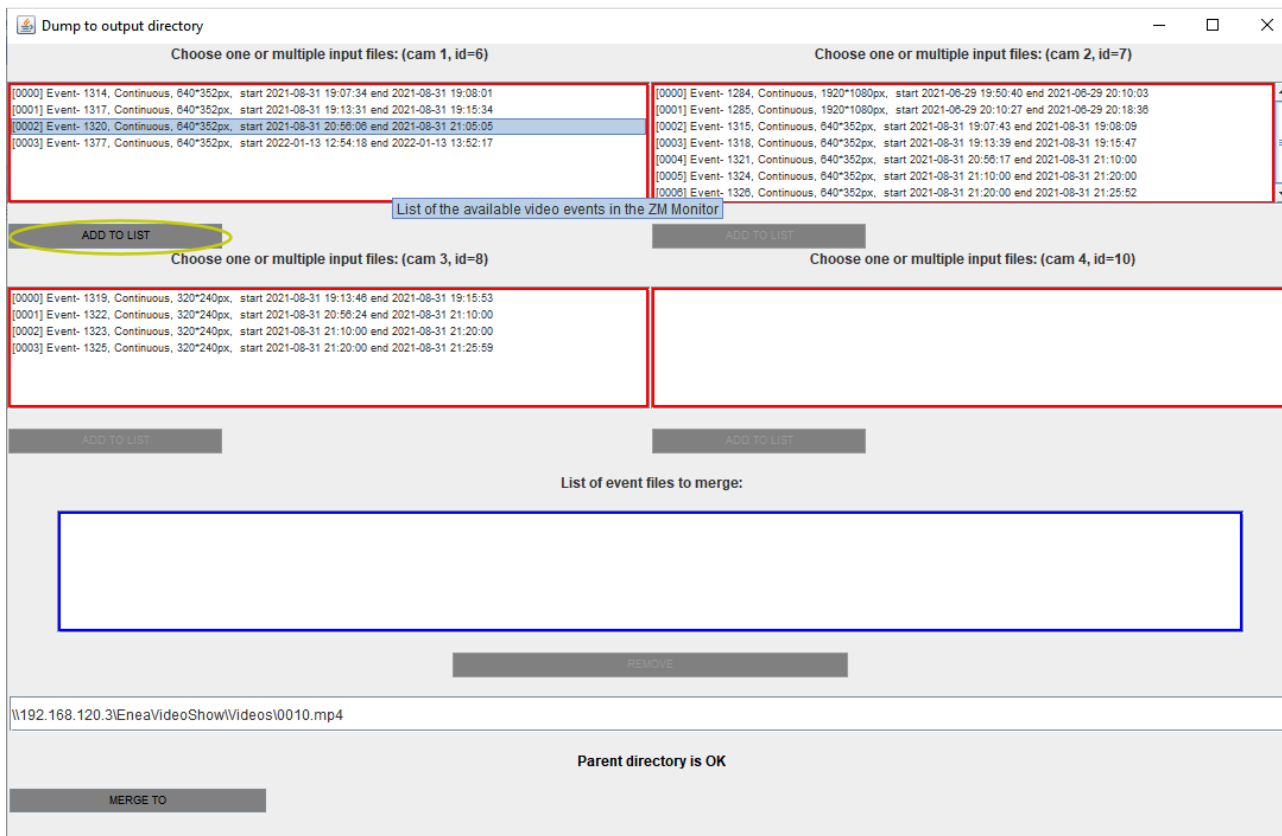 Dump to output directory
Choose one or multiple input files: (cam 1, id=6)
[0000] Event- 1314, Continuous, 640*352px, start 2021-08-31 19:07:34 end 2021-08-31 19:08:01
[0001] Event- 1317, Continuous, 640*352px, start 2021-08-31 19:13:31 end 2021-08-31 19:15:34
[0002] Event- 1320, Continuous, 640*352px, start 2021-08-31 20:56:06 end 2021-08-31 21:05:05
[0003] Event- 1377, Continuous, 640*352px, start 2022-01-13 12:54:18 end 2022-01-13 13:52:17
ADD TO LIST
Choose one or multiple input files: (cam 2, id=7)
[0000] Event- 1284, Continuous, 1920*1080px, start 2021-06-29 19:50:40 end 2021-06-29 20:10:03
[0001] Event- 1285, Continuous, 1920*1080px, start 2021-06-29 20:10:27 end 2021-06-29 20:18:36
[0002] Event- 1315, Continuous, 640*352px, start 2021-08-31 19:07:43 end 2021-08-31 19:08:09
[0003] Event- 1318, Continuous, 640*352px, start 2021-08-31 19:13:39 end 2021-08-31 19:15:47
[0004] Event- 1321, Continuous, 640*352px, start 2021-08-31 20:56:17 end 2021-08-31 21:10:00
[0005] Event- 1324, Continuous, 640*352px, start 2021-08-31 21:10:00 end 2021-08-31 21:20:00
[0006] Event- 1326, Continuous, 640*352px, start 2021-08-31 21:20:00 end 2021-08-31 21:25:52
List of the available video events in the ZM Monitor
ADD TO LIST
Choose one or multiple input files: (cam 3, id=8)
[0000] Event- 1319, Continuous, 320*240px, start 2021-08-31 19:13:46 end 2021-08-31 19:15:53
[0001] Event- 1322, Continuous, 320*240px, start 2021-08-31 20:56:24 end 2021-08-31 21:10:00
[0002] Event- 1323, Continuous, 320*240px, start 2021-08-31 21:10:00 end 2021-08-31 21:20:00
[0003] Event- 1325, Continuous, 320*240px, start 2021-08-31 21:20:00 end 2021-08-31 21:25:59
ADD TO LIST
Choose one or multiple input files: (cam 4, id=10)
ADD TO LIST
List of event files to merge:
REMOVE
\\192.168.120.3\EneaVideoShow\Videos\0010.mp4
Parent directory is OK
MERGE TO